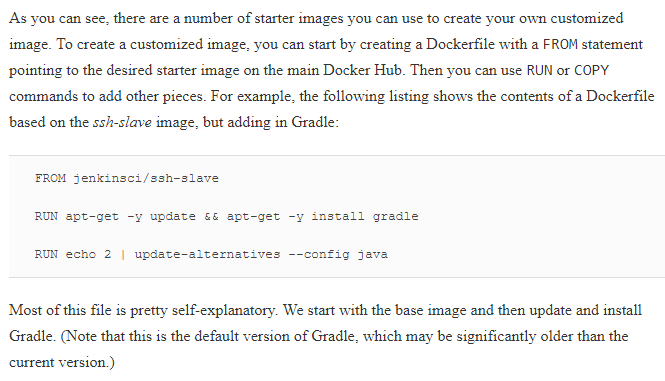 As you can see, there are a number of starter images you can use to create your own customized
image. To create a customized image, you can start by creating a Dockerfile with a FROM statement
pointing to the desired starter image on the main Docker Hub. Then you can use RUN or COPY
commands to add other pieces. For example, the following listing shows the contents of a Dockerfile
based on the ssh-slave image, but adding in Gradle:
FROM jenkinsci/ssh-slave
RUN apt-get -y update && apt-get -y install gradle
RUN echo 2 | update-alternatives --config java
Most of this file is pretty self-explanatory. We start with the base image and then update and install
Gradle. (Note that this is the default version of Gradle, which may be significantly older than the
current version.)